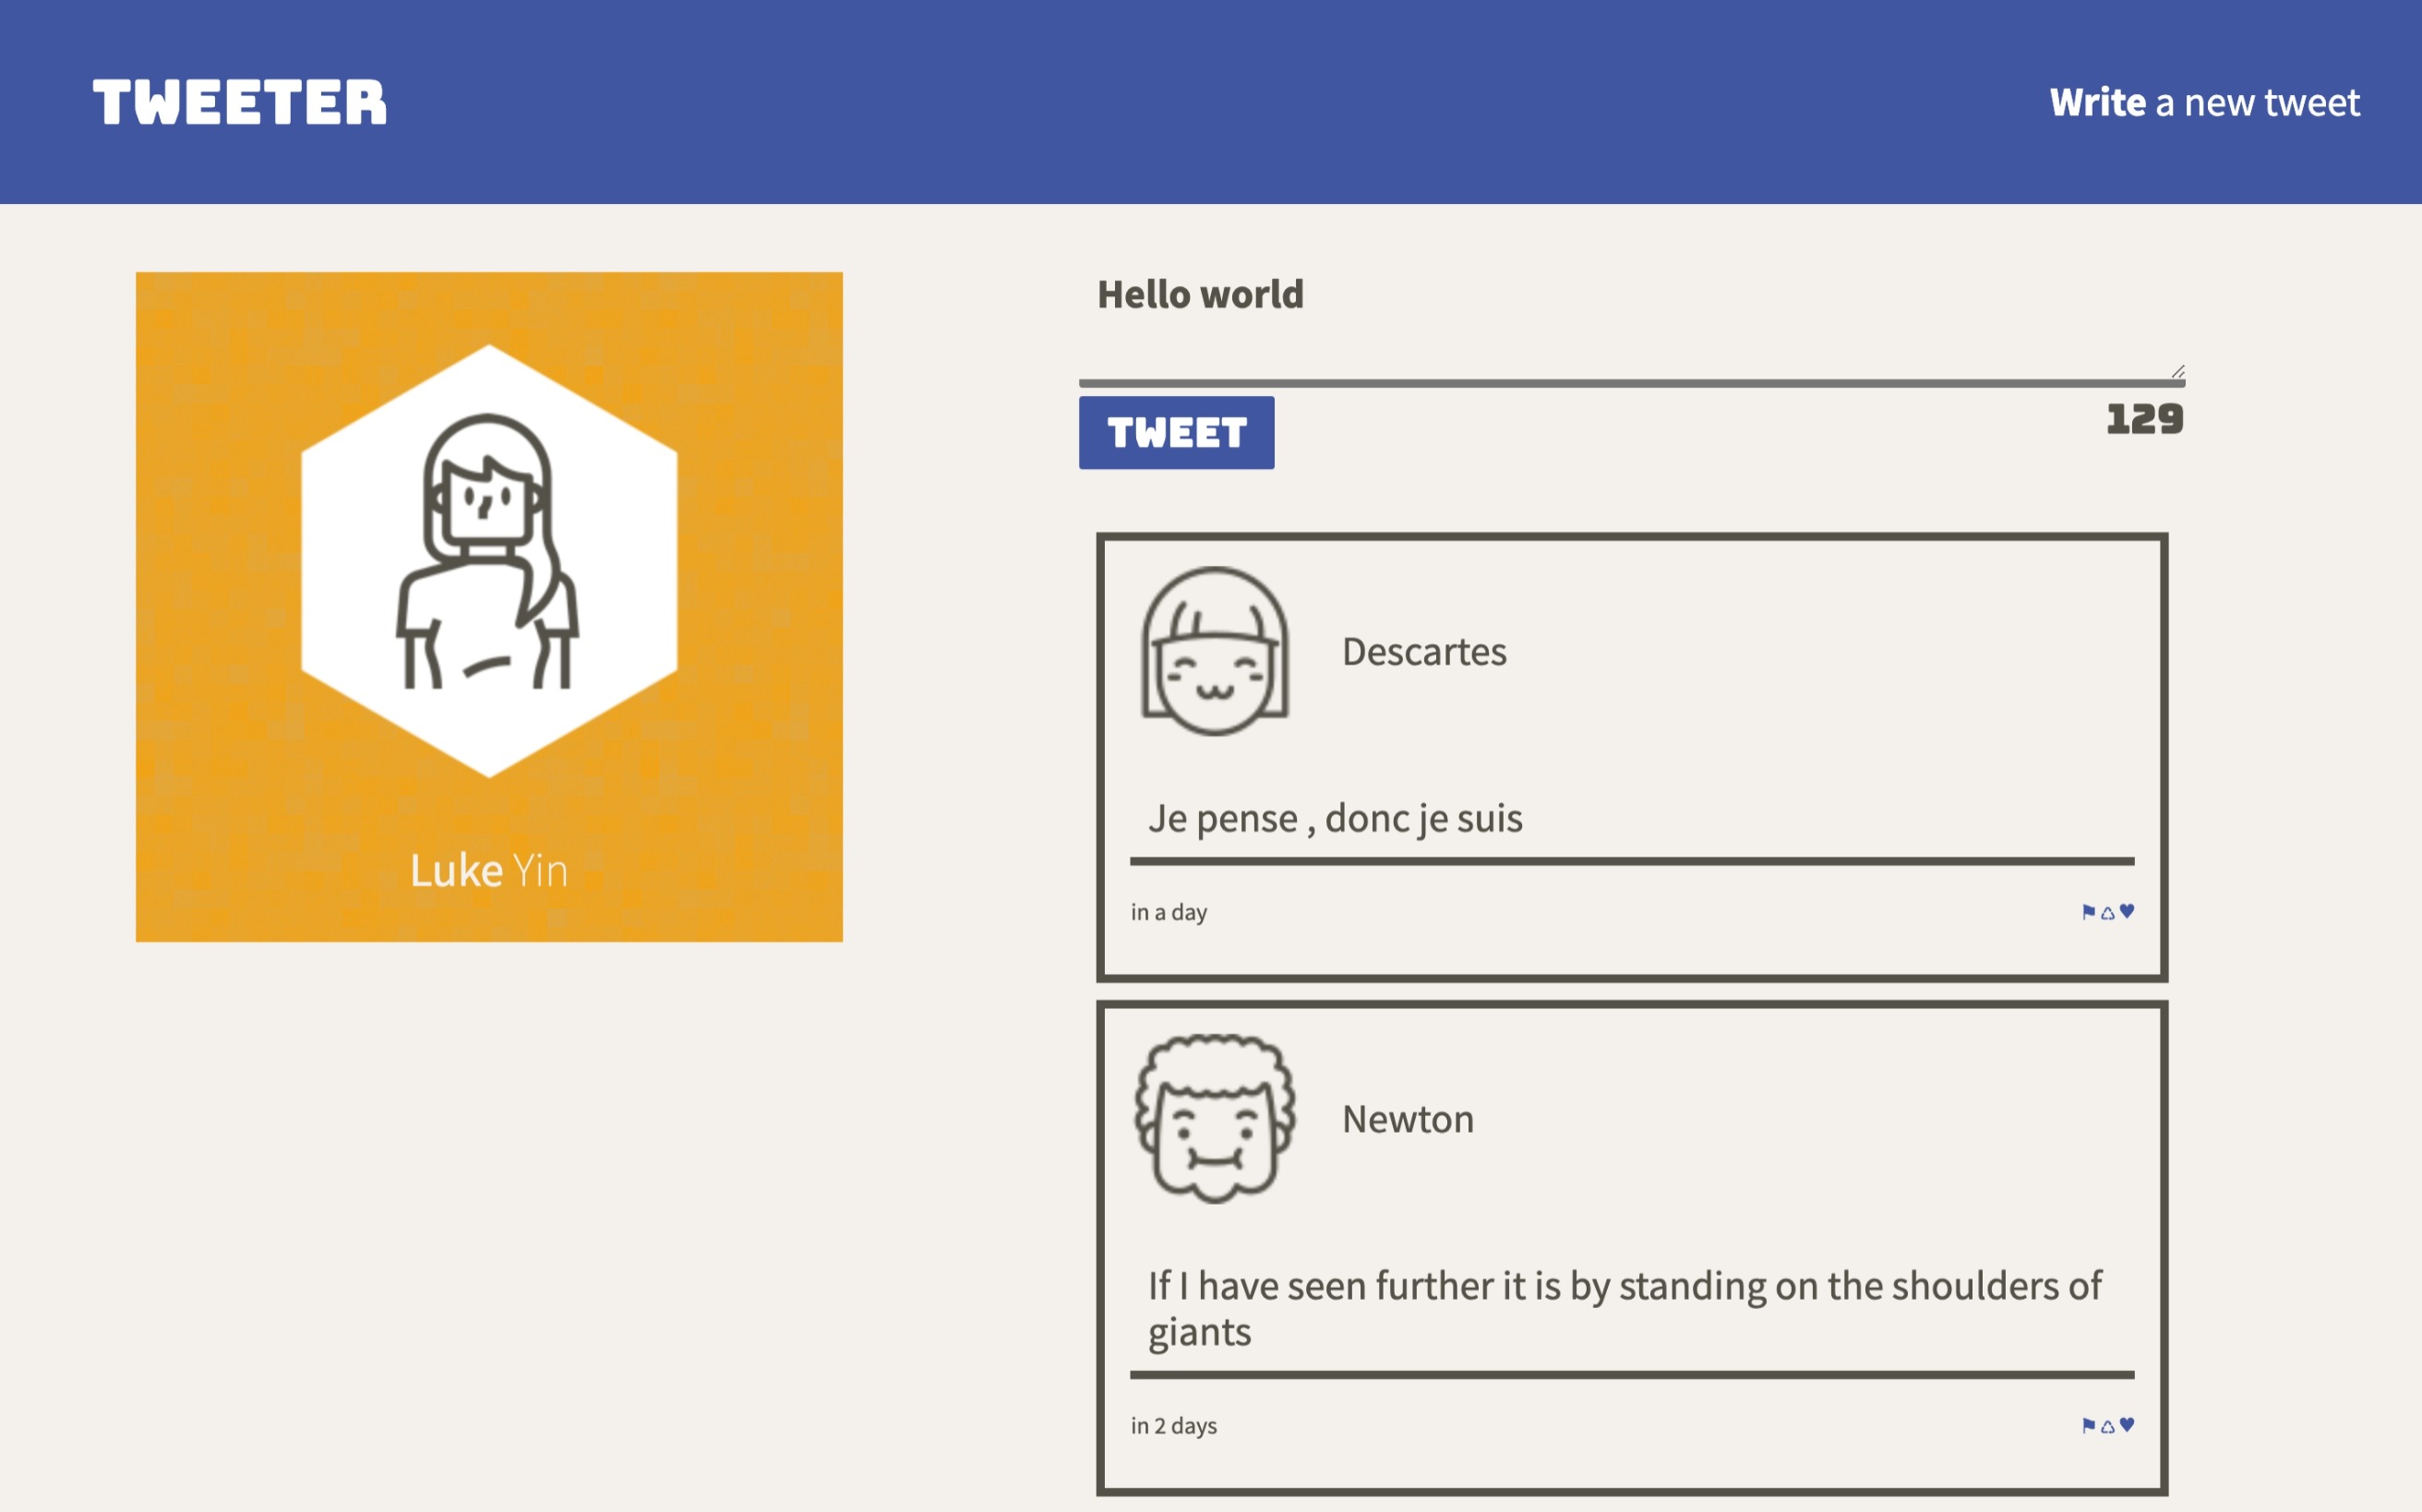 TWEETER
Write a new tweet
Luke Yin
Hello world
TWEET
129
Descartes
Je pense , donc je suis
in a day
Newton
If I have seen further it is by standing on the shoulders of
giants
in 2 days